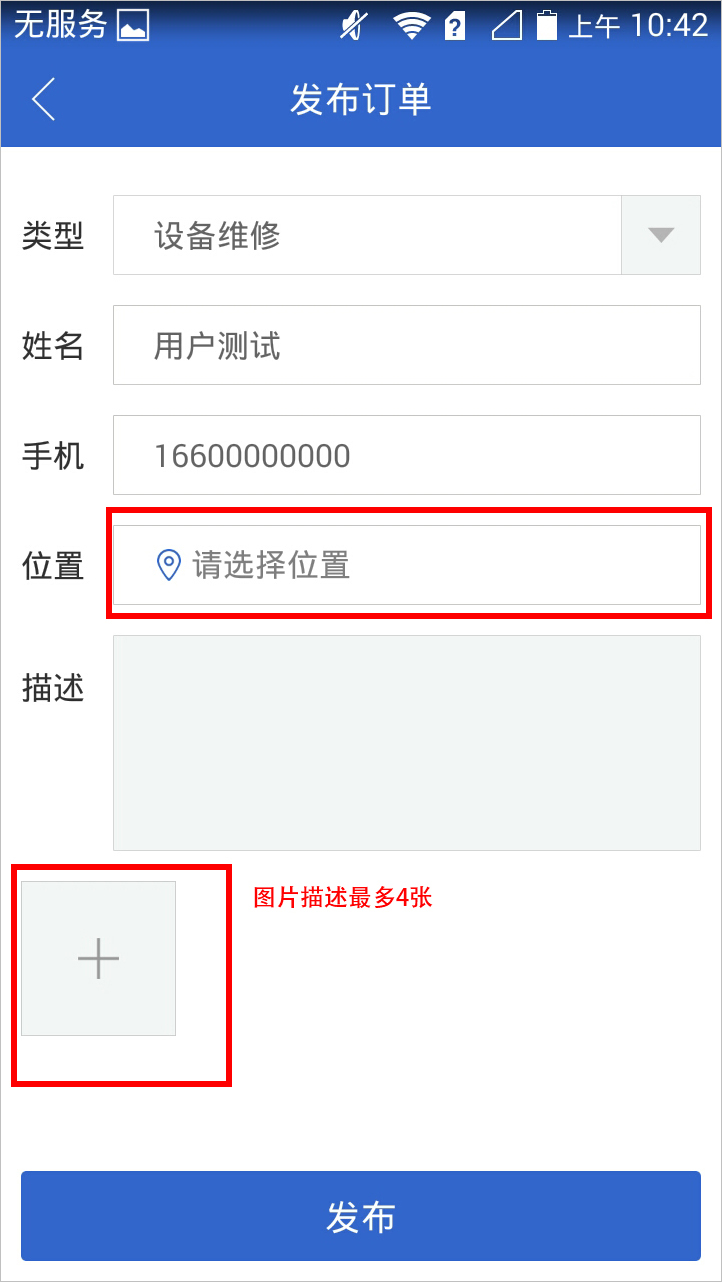 无服务 上午 10:42
发布订单
类型 设备维修
姓名 用户测试
手机 16600000000
位置 请选择位置
描述
图片描述最多4张
发布